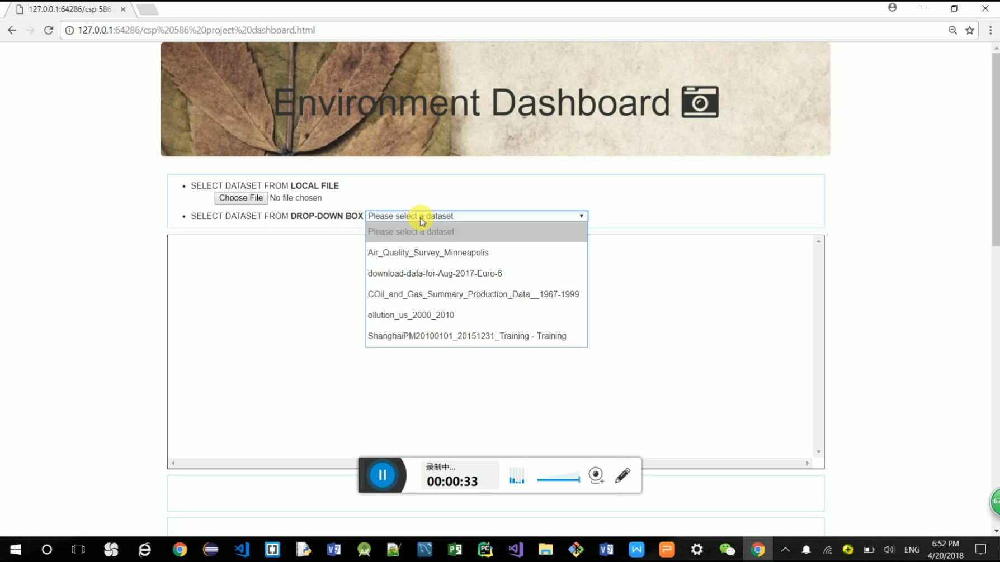 127.0.0.1:64286/csp 586
127.0.0.1:64286/csp%20586%20project%20dashboard.html
Environment Dashboard
SELECT DATASET FROM LOCAL FILE
Choose File No file chosen
SELECT DATASET FROM DROP-DOWN BOX Please select a dataset
Please select a dataset
Air_Quality_Survey_Minneapolis
download-data-for-Aug-2017-Euro-6
COil_and_Gas_Summary_Production_Data__1967-1999
ollution_us_2000_2010
ShanghaiPM20100101_20151231_Training - Training
录制中...
00:00:33
67
ENG
6:52 PM
4/20/2018